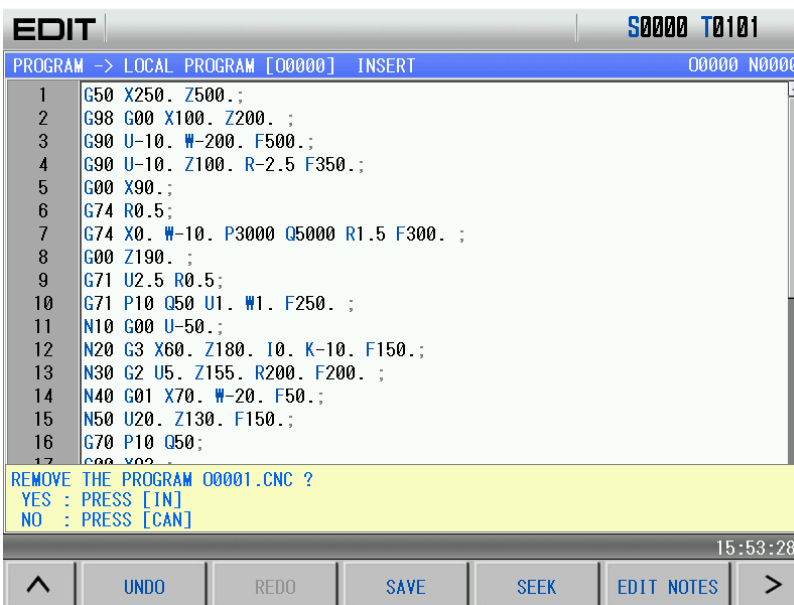 EDIT S0000 T0101
PROGRAM -> LOCAL PROGRAM [O0000] INSERT O0000 N0000
1 G50 X250. Z500.;
2 G98 G00 X100. Z200. ;
3 G90 U-10. W-200. F500.;
4 G90 U-10. Z100. R-2.5 F350.;
5 G00 X90.;
6 G74 R0.5;
7 G74 X0. W-10. P3000 Q5000 R1.5 F300. ;
8 G00 Z190. ;
9 G71 U2.5 R0.5;
10 G71 P10 Q50 U1. W1. F250. ;
11 N10 G00 U-50.;
12 N20 G3 X60. Z180. I0. K-10. F150.;
13 N30 G2 U5. Z155. R200. F200. ;
14 N40 G01 X70. W-20. F50.;
15 N50 U20. Z130. F150.;
16 G70 P10 Q50;
17
REMOVE THE PROGRAM O0001.CNC ?
YES : PRESS [IN]
NO : PRESS [CAN]
15:53:28
^ UNDO REDO SAVE SEEK EDIT NOTES >